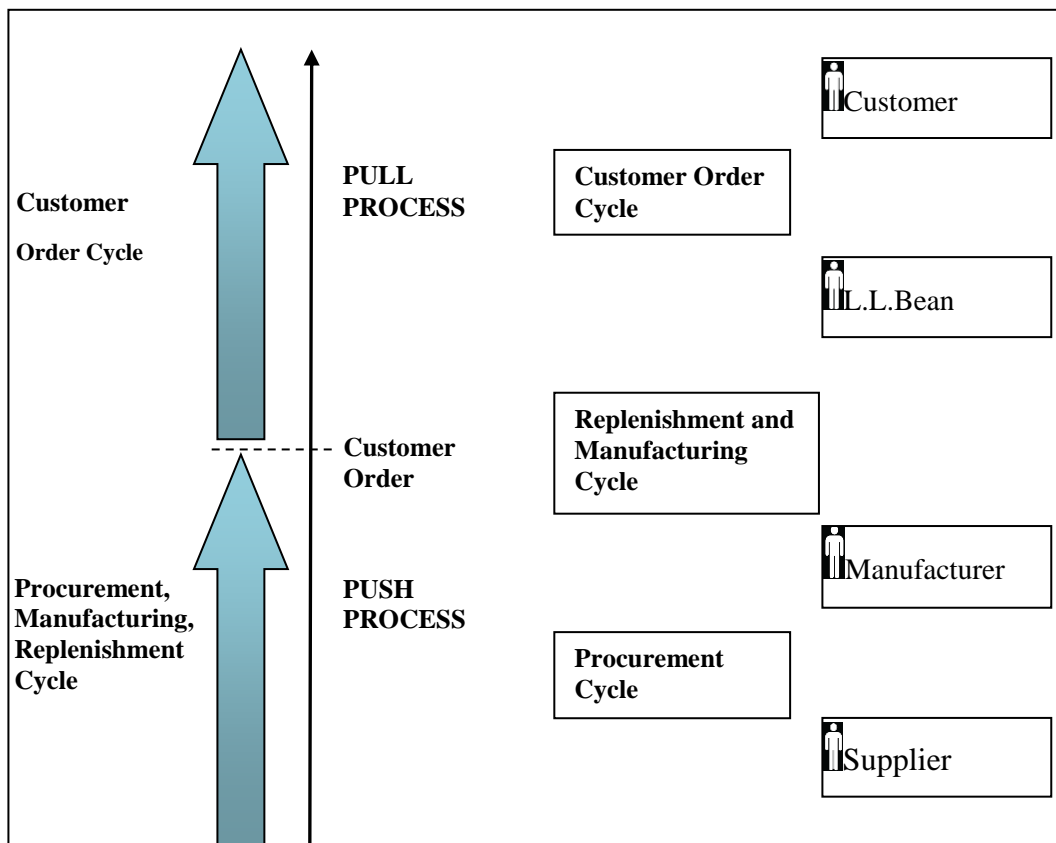 Customer
Order Cycle
PULL
PROCESS
Customer Order
Cycle
Customer
L.L.Bean
Customer
Order
Replenishment and
Manufacturing
Cycle
Manufacturer
Procurement,
Manufacturing,
Replenishment
Cycle
PUSH
PROCESS
Procurement
Cycle
Supplier